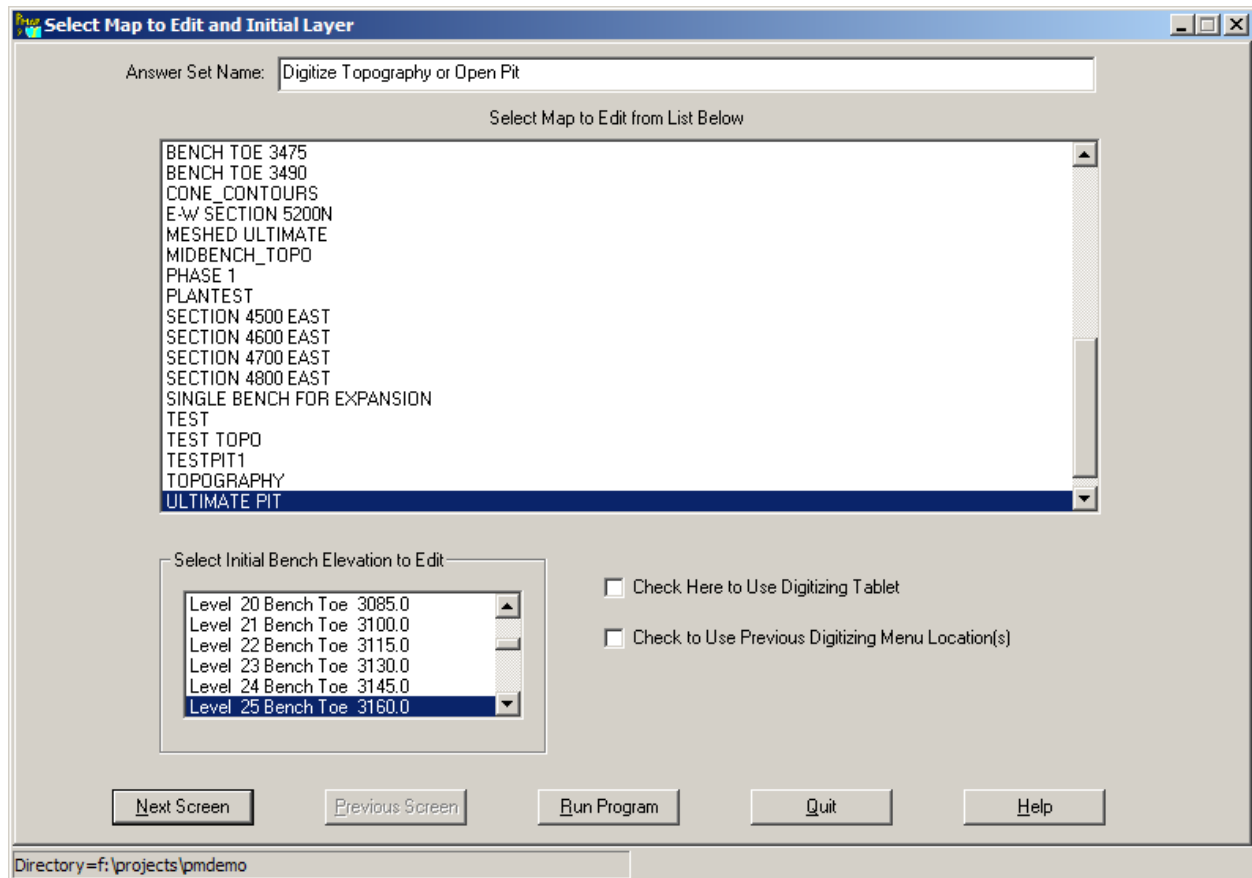 Select Map to Edit and Initial Layer
Answer Set Name: Digitize Topography or Open Pit
Select Map to Edit from List Below
BENCH TOE 3475
BENCH TOE 3490
CONE_CONTOURS
E-W SECTION 5200N
MESHED ULTIMATE
MIDBENCH_TOPO
PHASE 1
PLANTEST
SECTION 4500 EAST
SECTION 4600 EAST
SECTION 4700 EAST
SECTION 4800 EAST
SINGLE BENCH FOR EXPANSION
TEST
TEST TOPO
TESTPIT1
TOPOGRAPHY
ULTIMATE PIT
Select Initial Bench Elevation to Edit
Level 20 Bench Toe 3085.0
Level 21 Bench Toe 3100.0
Level 22 Bench Toe 3115.0
Level 23 Bench Toe 3130.0
Level 24 Bench Toe 3145.0
Level 25 Bench Toe 3160.0
Check Here to Use Digitizing Tablet
Check to Use Previous Digitizing Menu Location(s)
Next Screen Previous Screen Run Program Quit Help
Directory=f:\projects\pmdemo